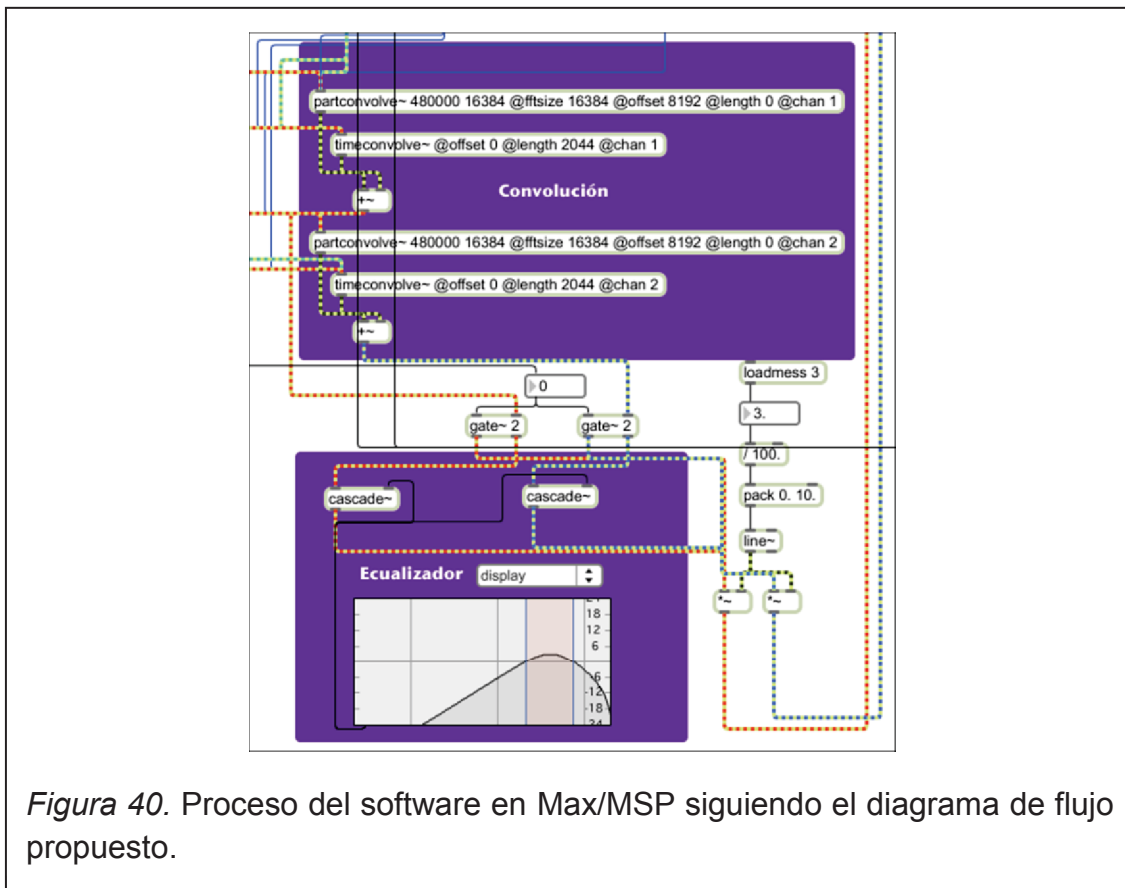 partconvolve~ 480000 16384 @fftsize 16384 @offset 8192 @length 0 @chan 1
timeconvolve~ @offset 0 @length 2044 @chan 1
Convolución
+~
partconvolve~ 480000 16384 @fftsize 16384 @offset 8192 @length 0 @chan 2
timeconvolve~ @offset 0 @length 2044 @chan 2
+~
loadmess 3
0
3.
gate~ 2 gate~ 2
/ 100.
cascade~ cascade~
pack 0. 10.
line~
Ecualizador display
*~ *~
24
18
12
6
-6
-12
-18
-24
Figura 40. Proceso del software en Max/MSP siguiendo el diagrama de flujo
propuesto.